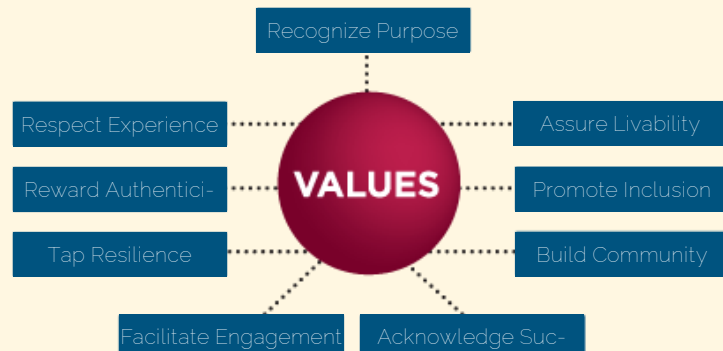 Recognize Purpose
Respect Experience
Assure Livability
VALUES
Reward Authentici-
Promote Inclusion
Tap Resilience
Build Community
Facilitate Engagement
Acknowledge Suc-